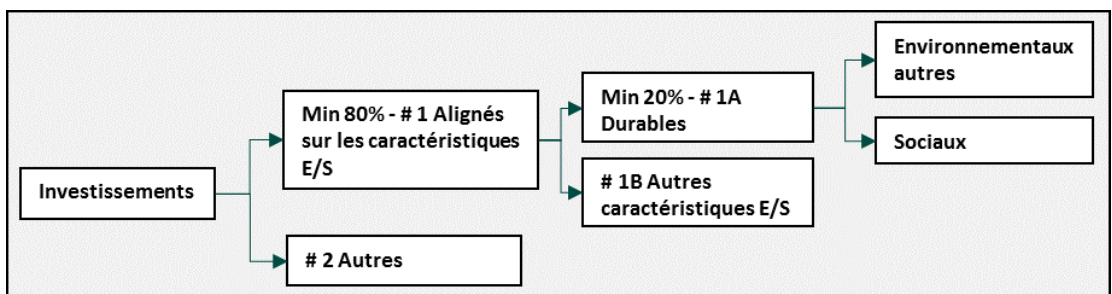 Investissements
Min 80% - # 1 Alignés
sur les caractéristiques
E/S
# 2 Autres
Min 20% - # 1A
Durables
# 1B Autres
caractéristiques E/S
Environnementaux
autres
Sociaux